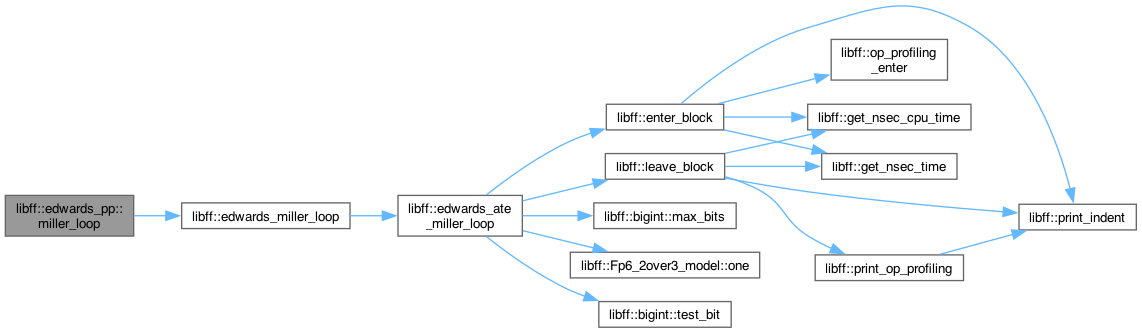 libff::edwards_pp::
miller_loop
libff::edwards_miller_loop
libff::edwards_ate
_miller_loop
libff::enter_block
libff::leave_block
libff::bigint::max_bits
libff::Fp6_2over3_model::one
libff::bigint::test_bit
libff::op_profiling
_enter
libff::get_nsec_cpu_time
libff::get_nsec_time
libff::print_op_profiling
libff::print_indent